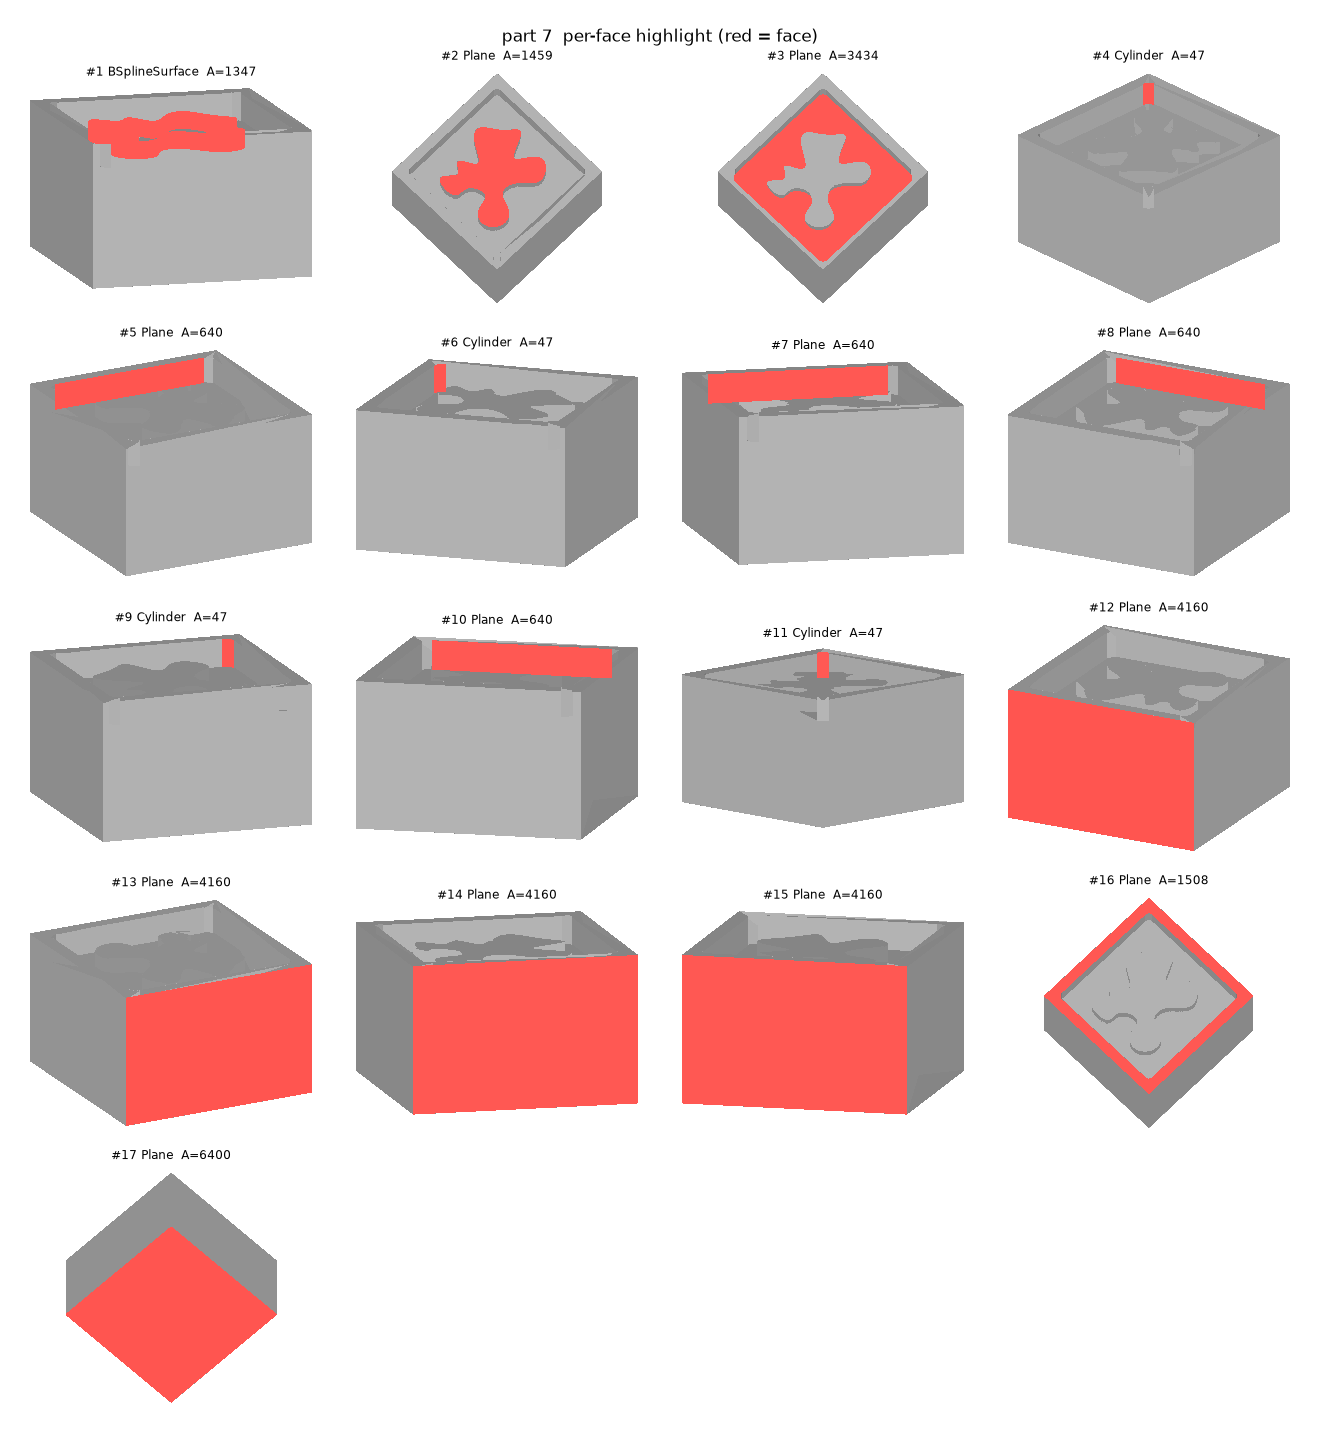 part 7  per-face highlight (red = face)
#1 BSplineSurface  A=1347
#2 Plane  A=1459
#3 Plane  A=3434
#4 Cylinder  A=47
#5 Plane  A=640
#6 Cylinder  A=47
#7 Plane  A=640
#8 Plane  A=640
#9 Cylinder  A=47
#10 Plane  A=640
#11 Cylinder  A=47
#12 Plane  A=4160
#13 Plane  A=4160
#14 Plane  A=4160
#15 Plane  A=4160
#16 Plane  A=1508
#17 Plane  A=6400